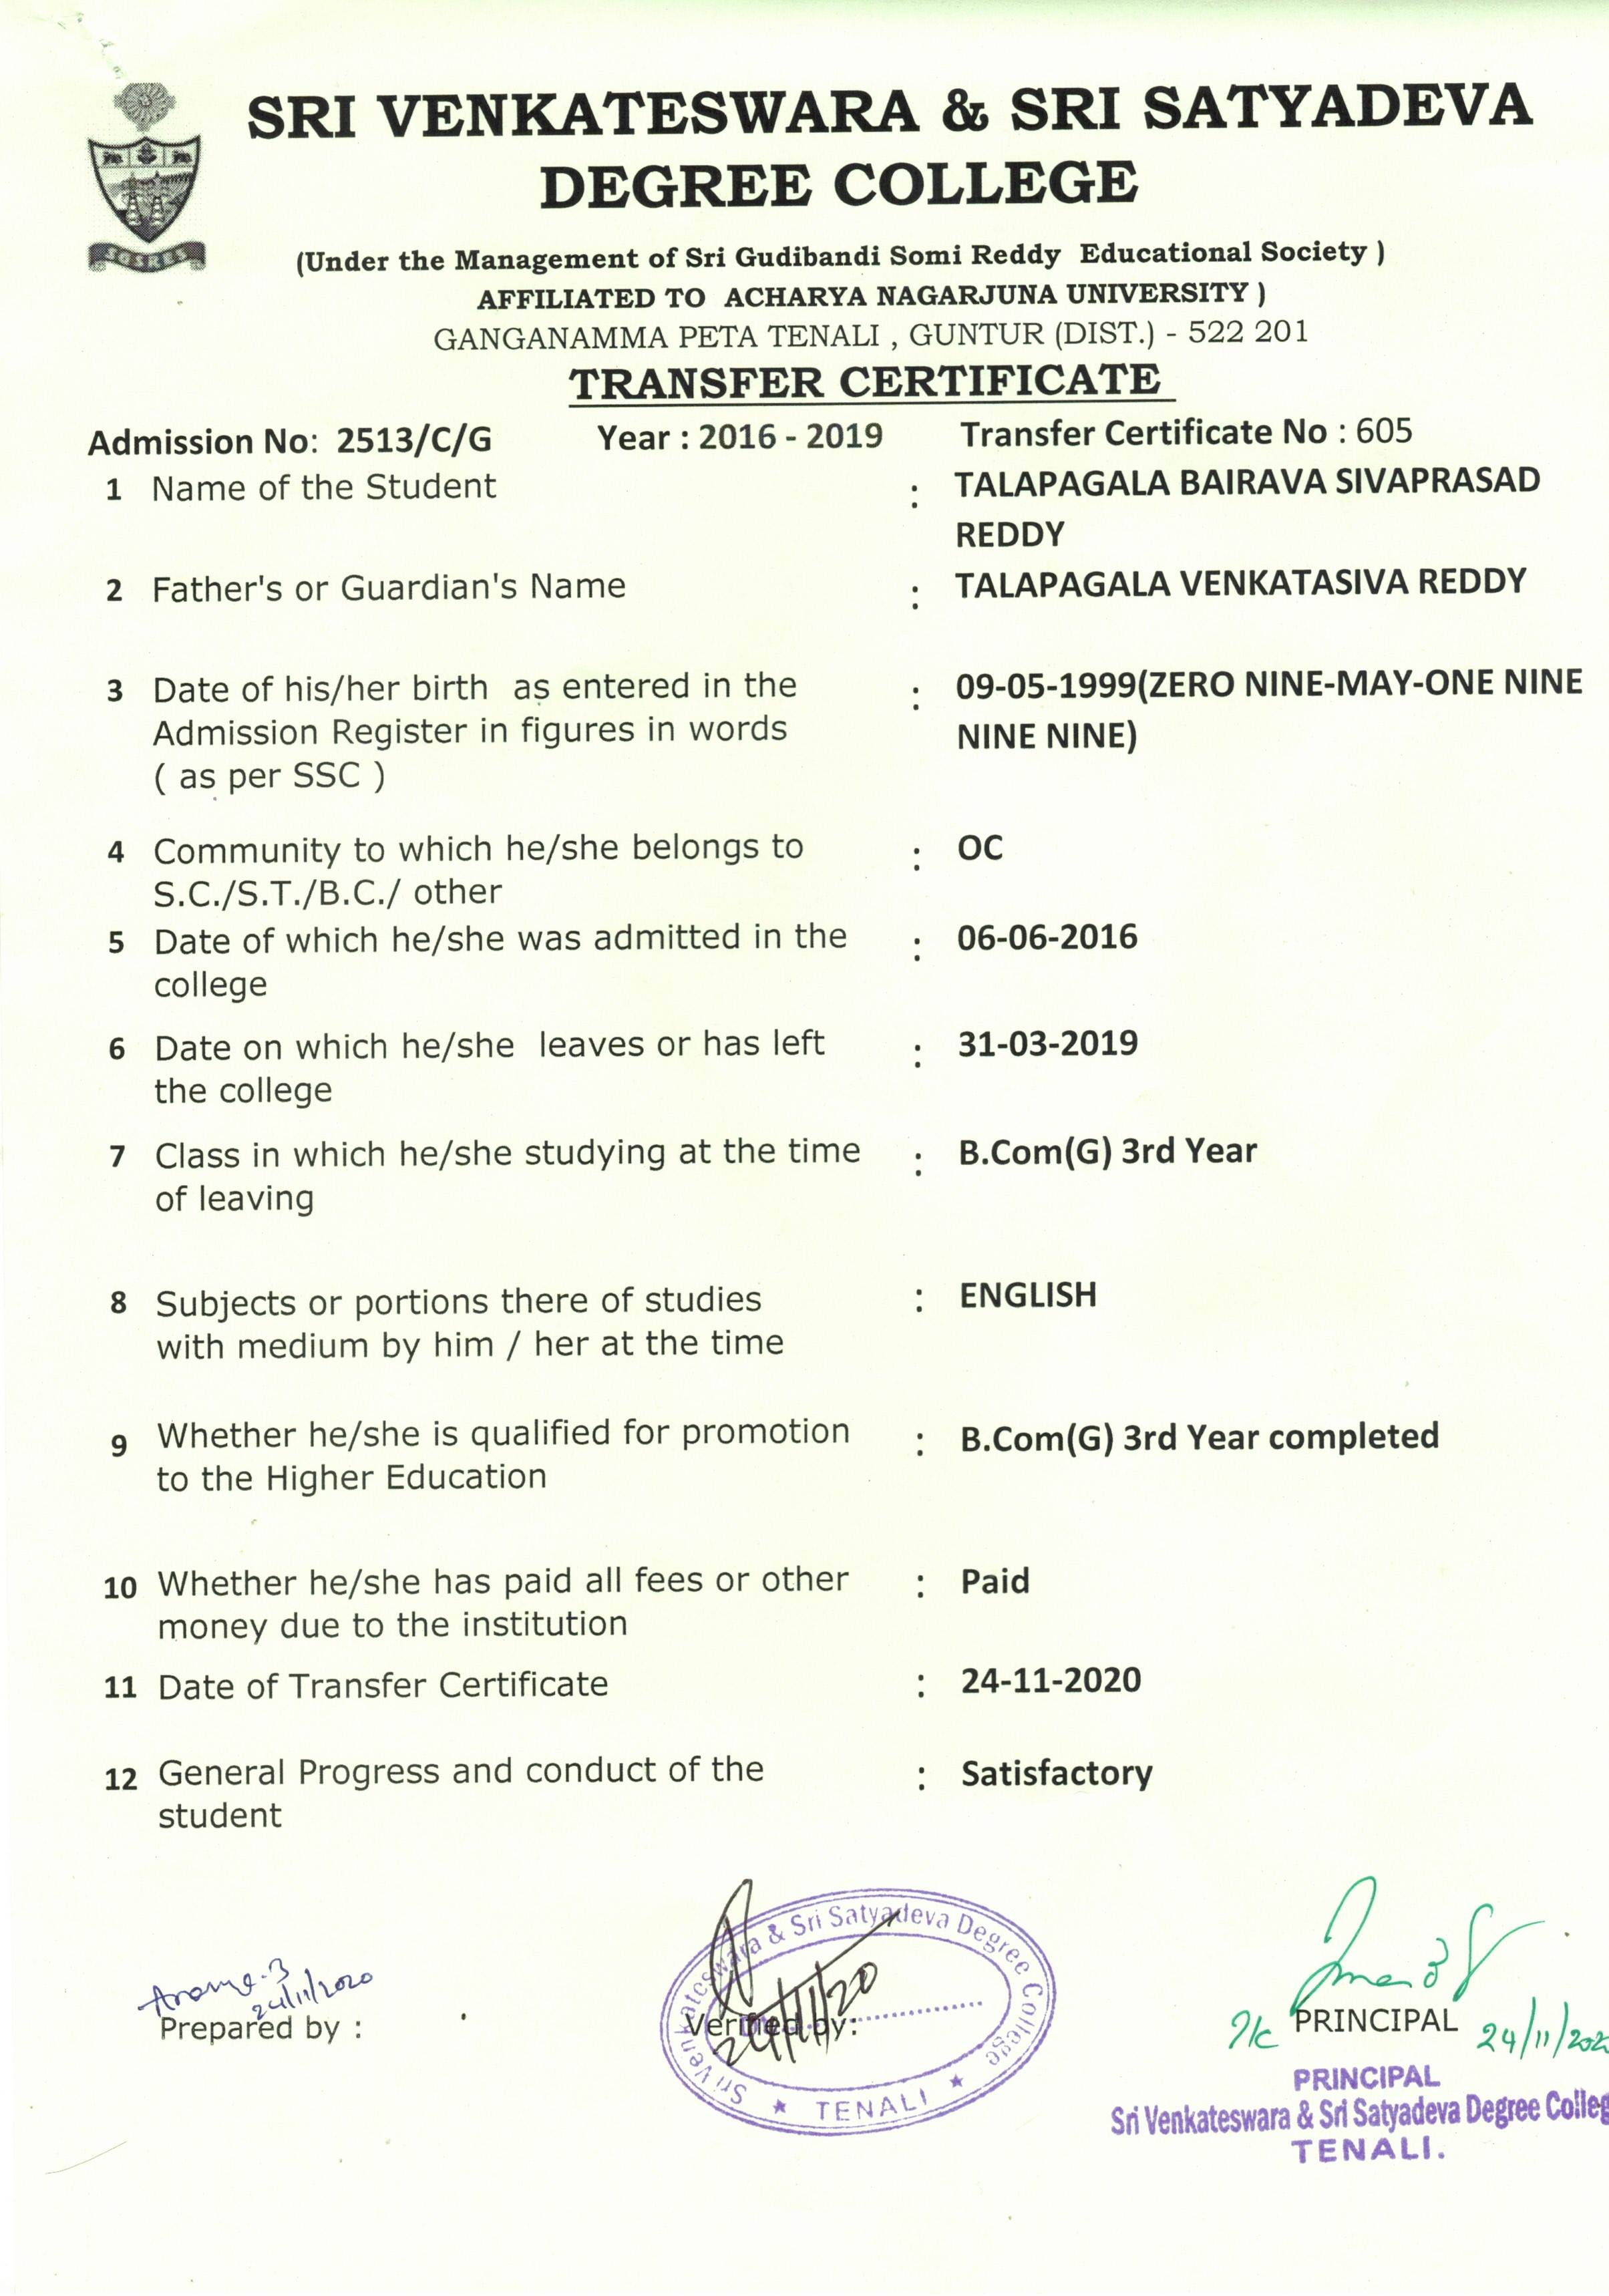 SRI VENKATESWARA & SRI SATYADEVA
DEGREE COLLEGE
(Under the Management of Sri Gudibandi Somi Reddy Educational Society )
AFFILIATED TO ACHARYA NAGARJUNA UNIVERSITY )
GANGANAMMA PETA TENALI , GUNTUR (DIST.) - 522 201
TRANSFER CERTIFICATE
Admission No: 2513/C/G Year : 2016 - 2019 Transfer Certificate No : 605
1 Name of the Student : TALAPAGALA BAIRAVA SIVAPRASAD
REDDY
2 Father's or Guardian's Name : TALAPAGALA VENKATASIVA REDDY
3 Date of his/her birth as entered in the : 09-05-1999(ZERO NINE-MAY-ONE NINE
Admission Register in figures in words NINE NINE)
( as per SSC )
4 Community to which he/she belongs to : OC
S.C./S.T./B.C./ other
5 Date of which he/she was admitted in the : 06-06-2016
college
6 Date on which he/she leaves or has left : 31-03-2019
the college
7 Class in which he/she studying at the time : B.Com(G) 3rd Year
of leaving
8 Subjects or portions there of studies : ENGLISH
with medium by him / her at the time
9 Whether he/she is qualified for promotion : B.Com(G) 3rd Year completed
to the Higher Education
10 Whether he/she has paid all fees or other : Paid
money due to the institution
11 Date of Transfer Certificate : 24-11-2020
12 General Progress and conduct of the : Satisfactory
student
24/11/2020
Prepared by :
Sri Venkateswara & Sri Satyadeva Degree College
24/11/20
Verified by:
★ TENALI ★
PRINCIPAL 24/11/202
PRINCIPAL
Sri Venkateswara & Sri Satyadeva Degree Colleg
TENALI.